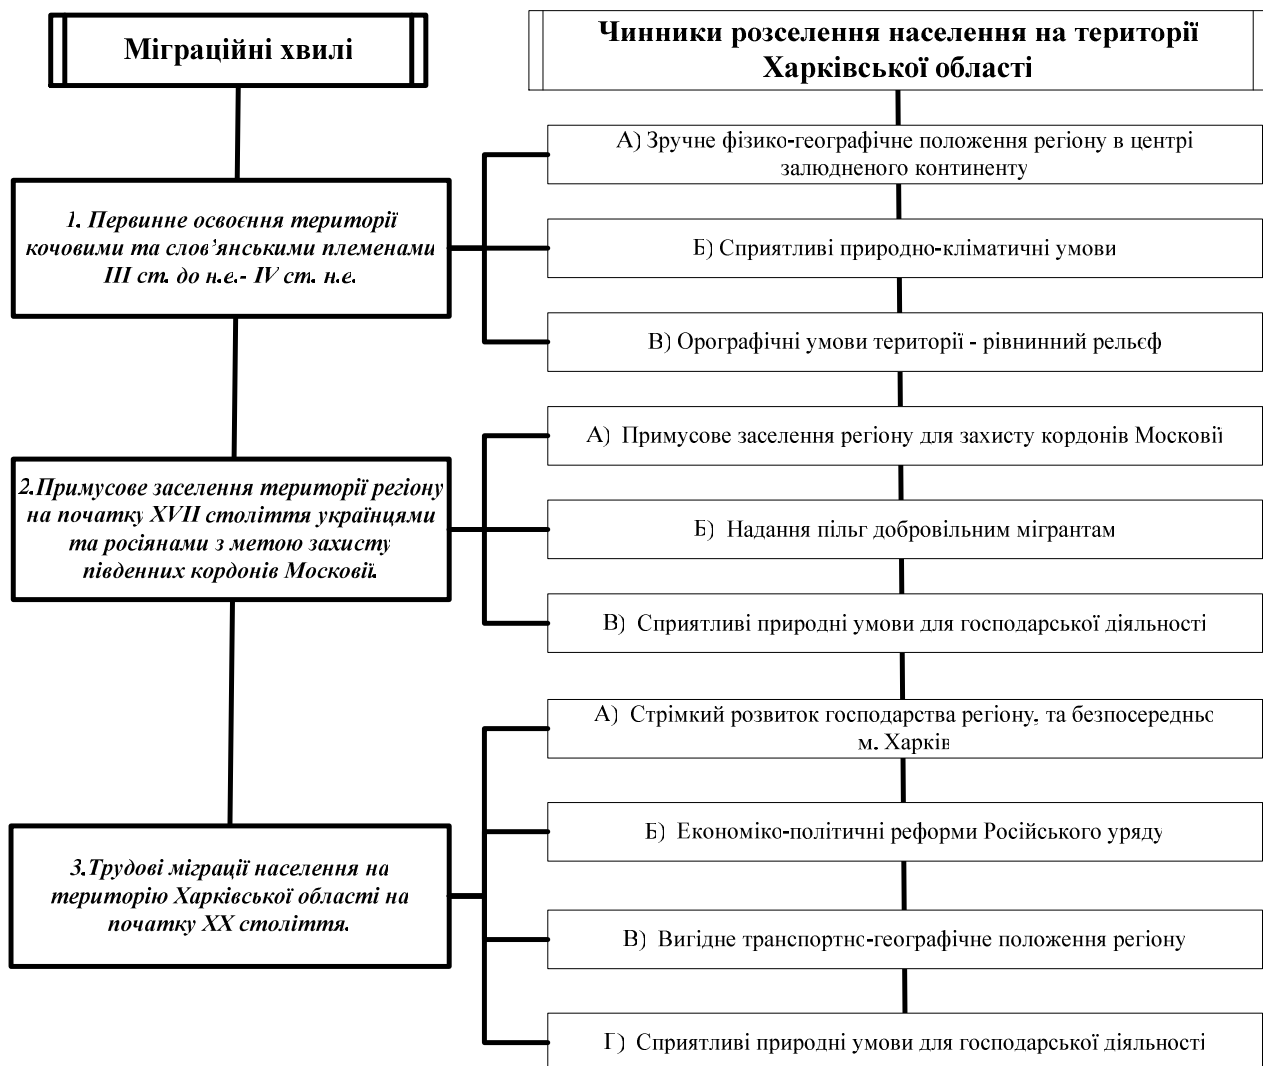 Міграційні хвилі
Чинники розселення населення на території
Харківської області
1. Первинне освоєння території
кочовими та слов’янськими племенами
III ст. до н.е.- IV ст. н.е.
А) Зручне фізико-географічне положення регіону в центрі
залюдненого континенту
Б) Сприятливі природно-кліматичні умови
В) Орографічні умови території - рівнинний рельєф
2.Примусове заселення території регіону
на початку XVII століття українцями
та росіянами з метою захисту
південних кордонів Московії.
А) Примусове заселення регіону для захисту кордонів Московії
Б) Надання пільг добровільним мігрантам
В) Сприятливі природні умови для господарської діяльності
3.Трудові міграції населення на
територію Харківської області на
початку XX століття.
А) Стрімкий розвиток господарства регіону, та безпосередньо
м. Харків
Б) Економіко-політичні реформи Російського уряду
В) Вигідне транспортно-географічне положення регіону
Г) Сприятливі природні умови для господарської діяльності